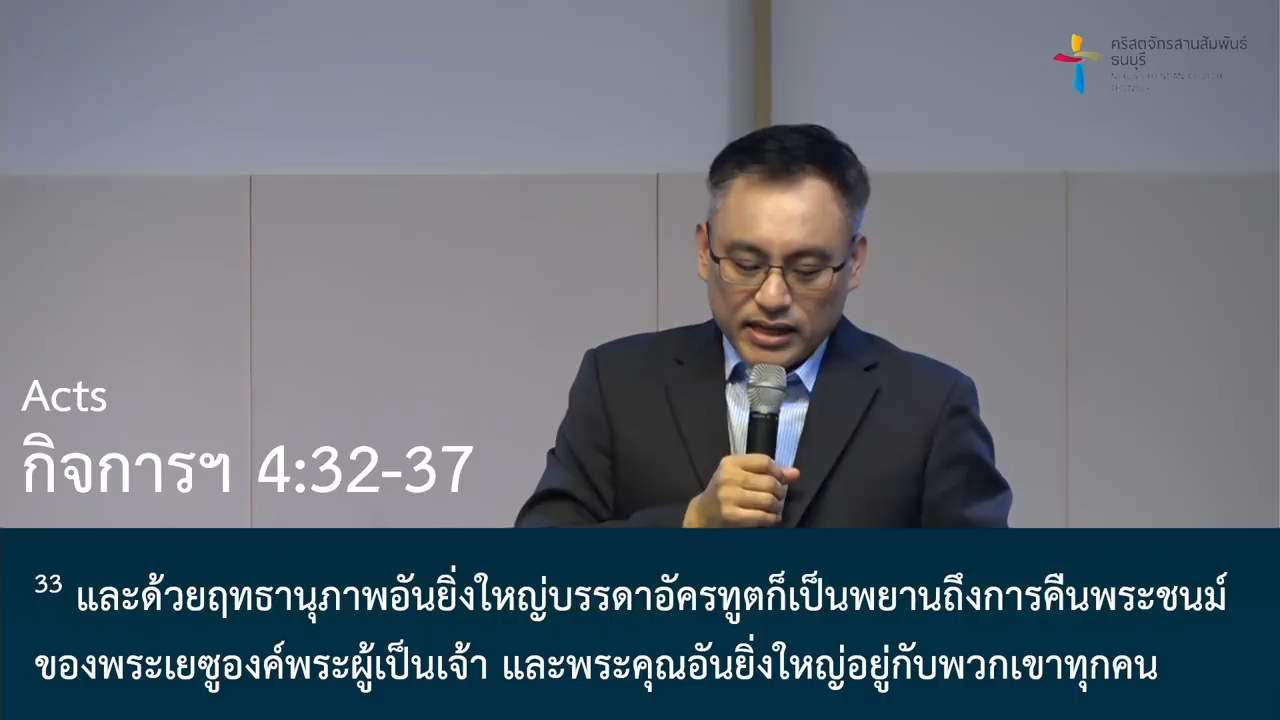 คริสตจักรสานสัมพันธ์
ธนบุรี
Acts
กิจการฯ 4:32-37
33 และด้วยฤทธานุภาพอันยิ่งใหญ่บรรดาอัครทูตก็เป็นพยานถึงการคืนพระชนม์
ของพระเยซูองค์พระผู้เป็นเจ้า และพระคุณอันยิ่งใหญ่อยู่กับพวกเขาทุกคน